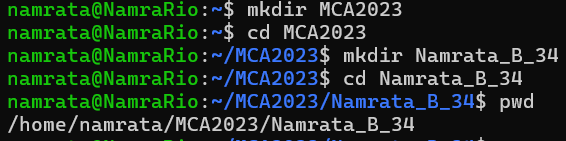 namrata@NamraRio:~$ mkdir MCA2023
namrata@NamraRio:~$ cd MCA2023
namrata@NamraRio:~/MCA2023$ mkdir Namrata_B_34
namrata@NamraRio:~/MCA2023$ cd Namrata_B_34
namrata@NamraRio:~/MCA2023/Namrata_B_34$ pwd
/home/namrata/MCA2023/Namrata_B_34